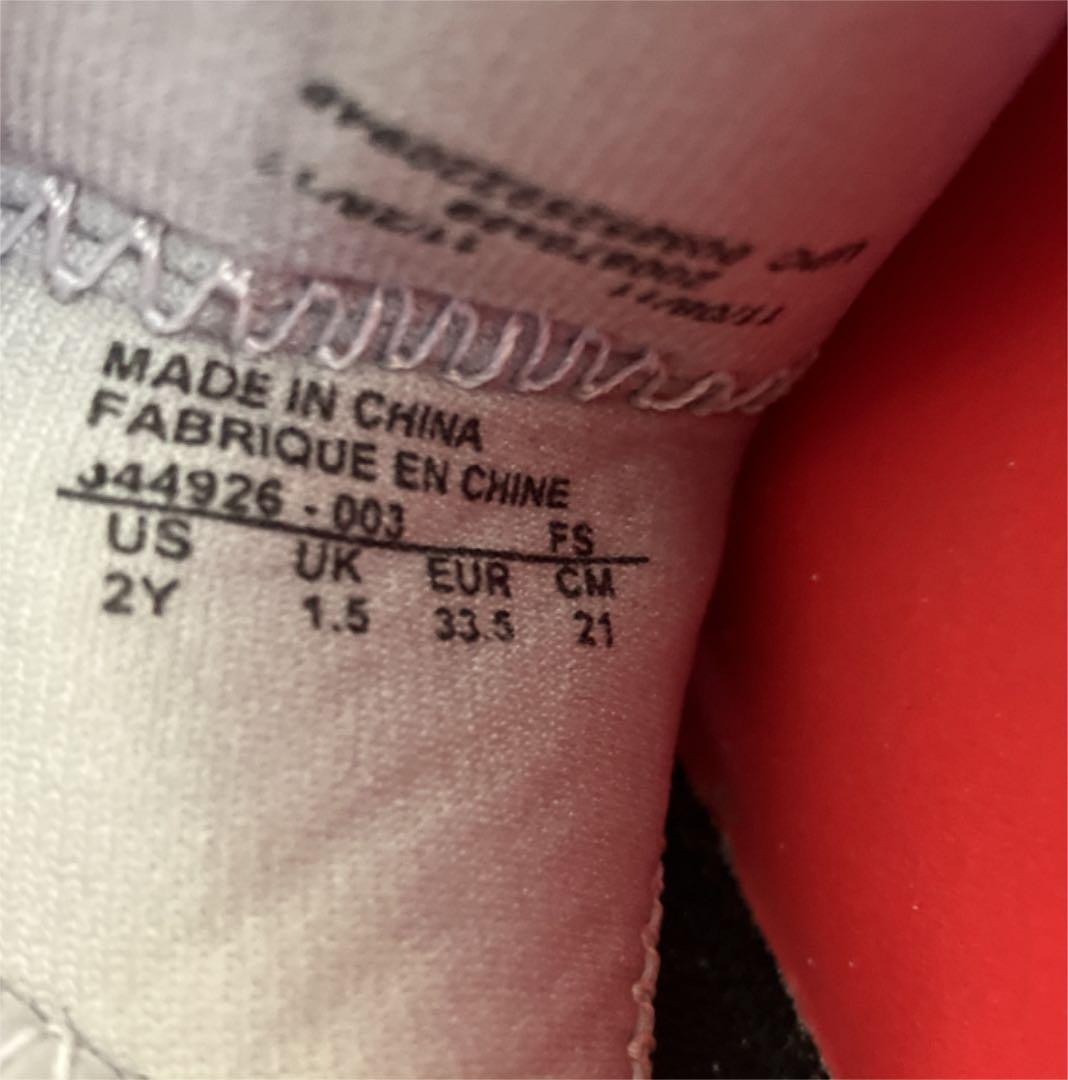 MADE IN CHINA
FABRIQUE EN CHINE
344926 - 003 FS
US UK EUR CM
2Y 1.5 33.5 21
UPC